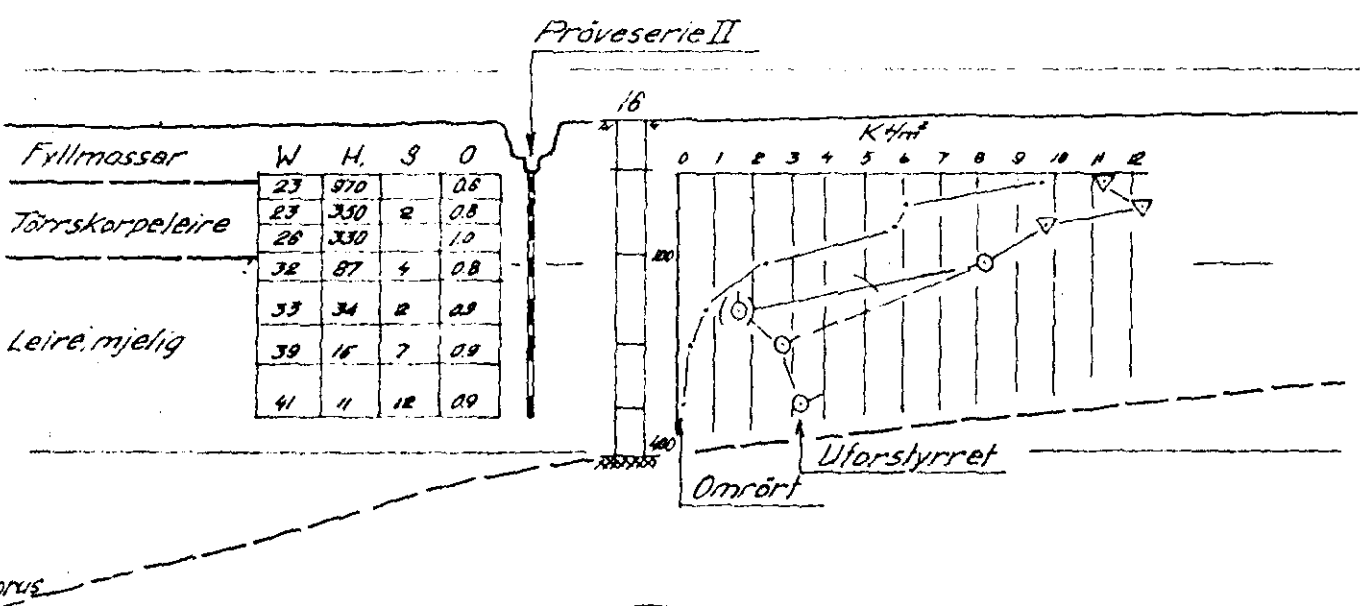 Pröveserie II
16
K t/m²
Fyllmasser W H. S O
0 1 2 3 4 5 6 7 8 9 10 11 12
23 970 0.6
Törrskorpeleire 23 350 2 0.8
26 330 1.0
100
32 87 4 0.8
33 34 2 0.9
Leire, mjelig 39 16 7 0.9
41 11 12 0.9
400
Uforstyrret
Omrört